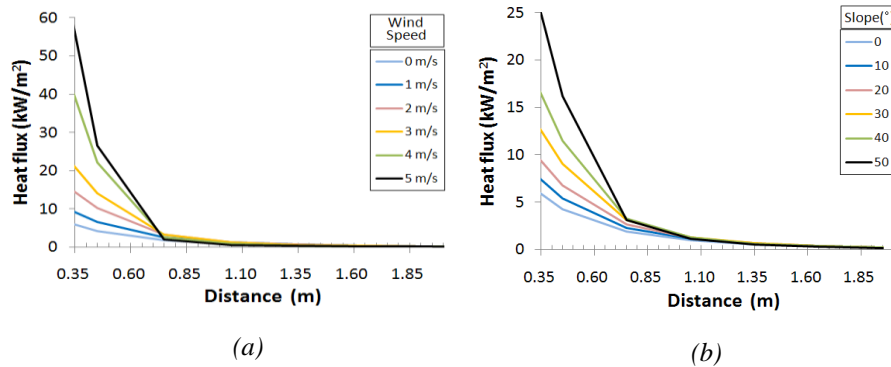 60
50
40
30
20
10
0
Heat flux (kW/m²)
0.35 0.60 0.85 1.10 1.35 1.60 1.85
Distance (m)
Wind
Speed
0 m/s
1 m/s
2 m/s
3 m/s
4 m/s
5 m/s
(a)
25
20
15
10
5
0
Heat flux (kW/m²)
0.35 0.60 0.85 1.10 1.35 1.60 1.85
Distance (m)
Slope(°)
0
10
20
30
40
50
(b)